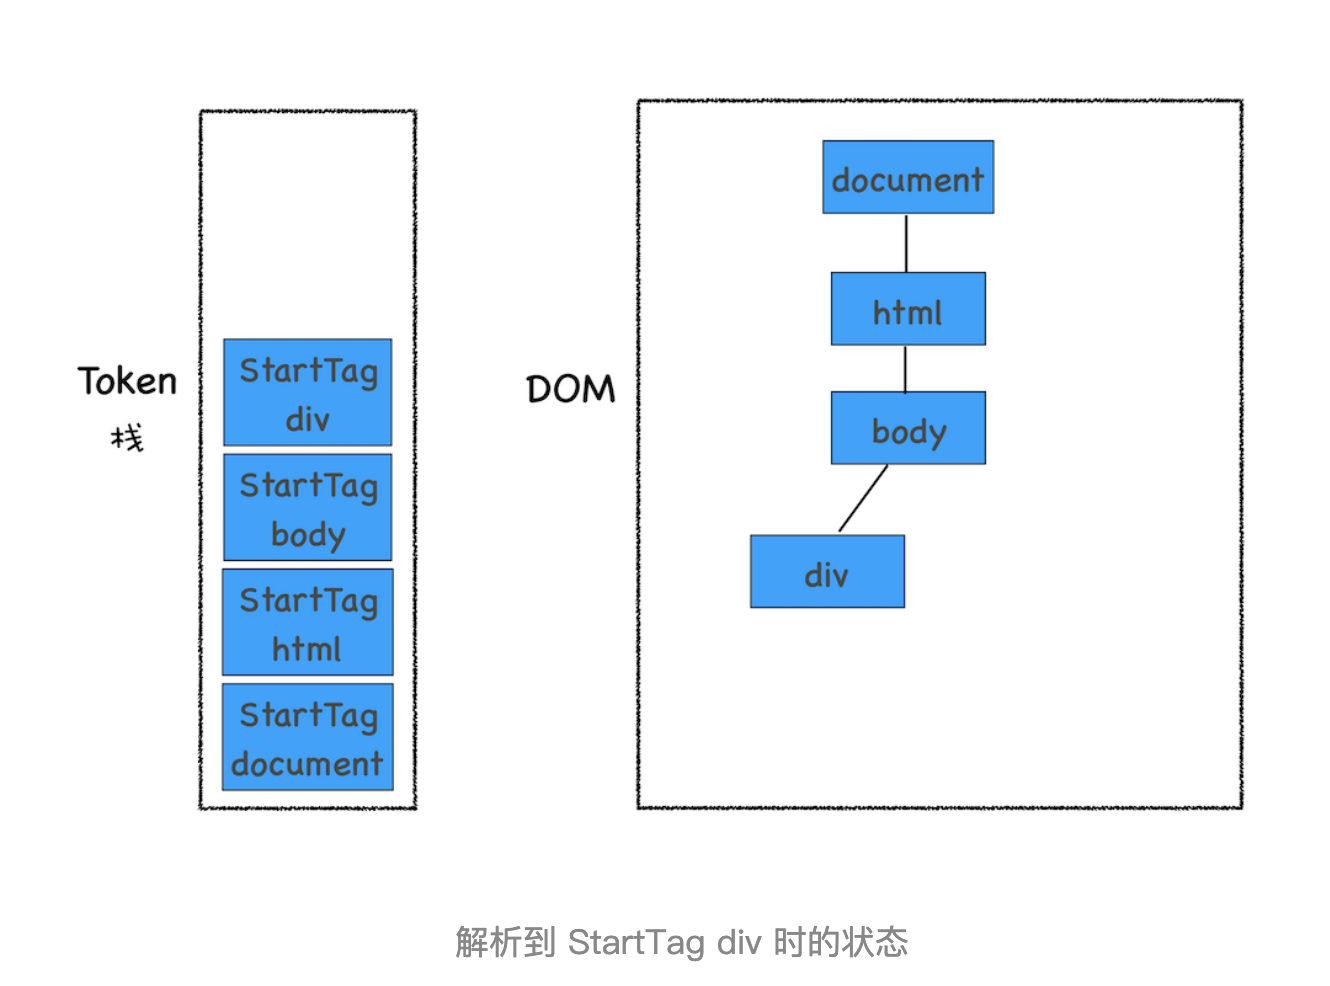 Token
栈
StartTag
div
StartTag
body
StartTag
html
StartTag
document
DOM
document
html
body
div
解析到 StartTag div 时的状态